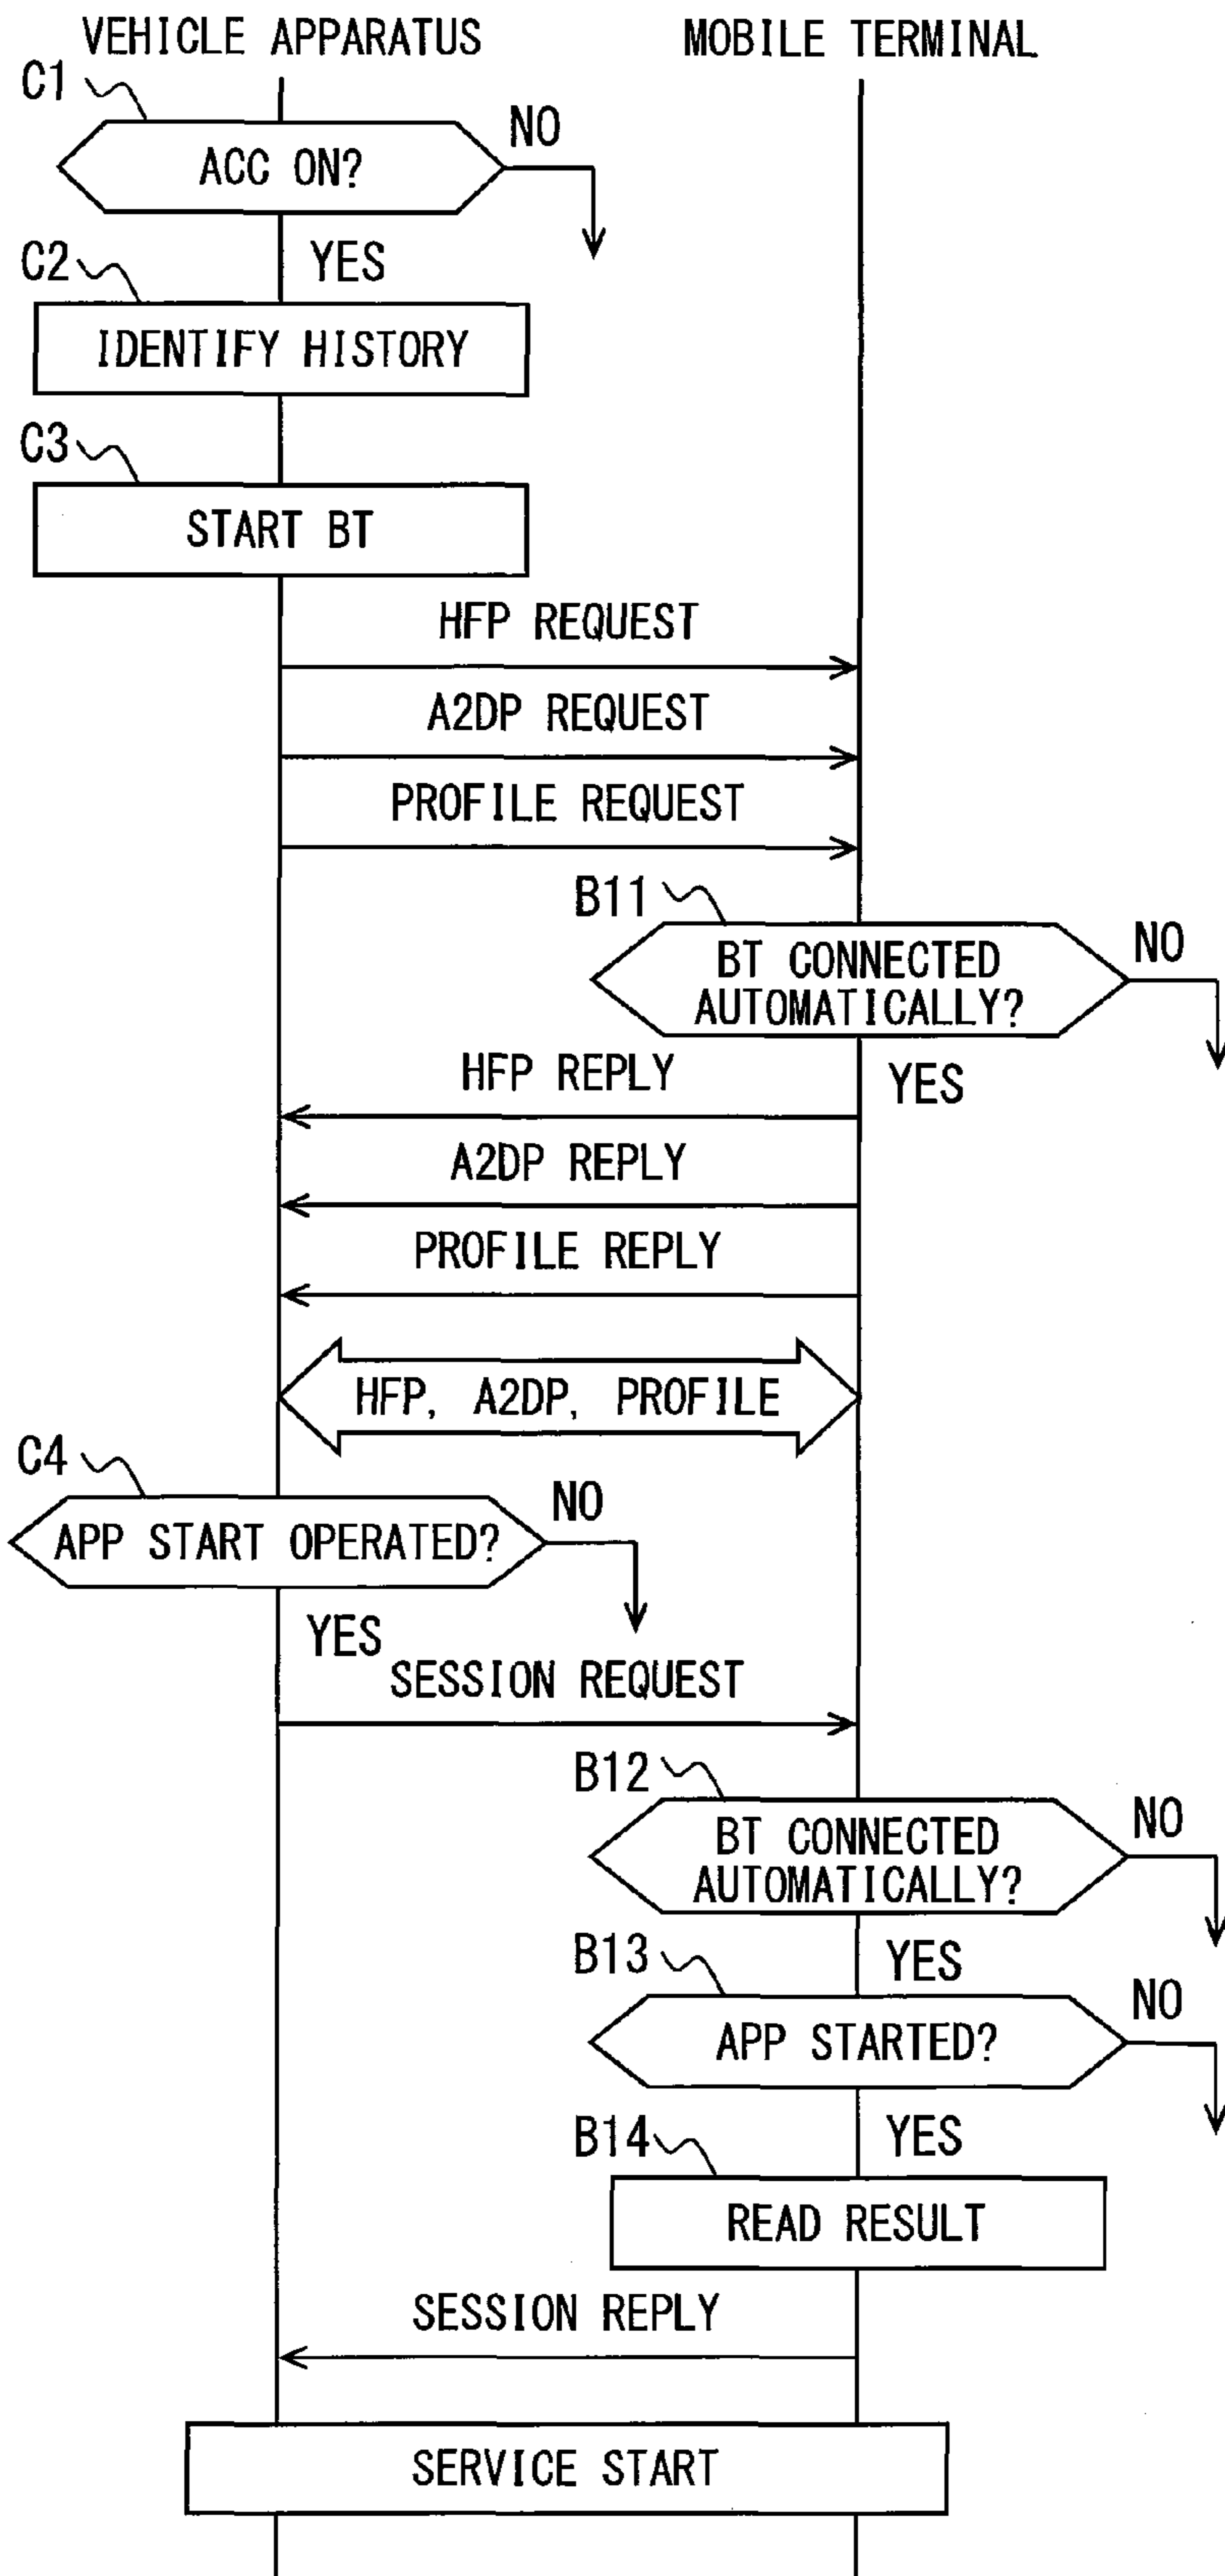 VEHICLE APPARATUS
MOBILE TERMINAL
C1
ACC ON?
NO
YES
C2
IDENTIFY HISTORY
C3
START BT
HFP REQUEST
A2DP REQUEST
PROFILE REQUEST
B11
BT CONNECTED
AUTOMATICALLY?
NO
YES
HFP REPLY
A2DP REPLY
PROFILE REPLY
HFP, A2DP, PROFILE
C4
APP START OPERATED?
NO
YES
SESSION REQUEST
B12
BT CONNECTED
AUTOMATICALLY?
NO
YES
B13
APP STARTED?
NO
YES
B14
READ RESULT
SESSION REPLY
SERVICE START